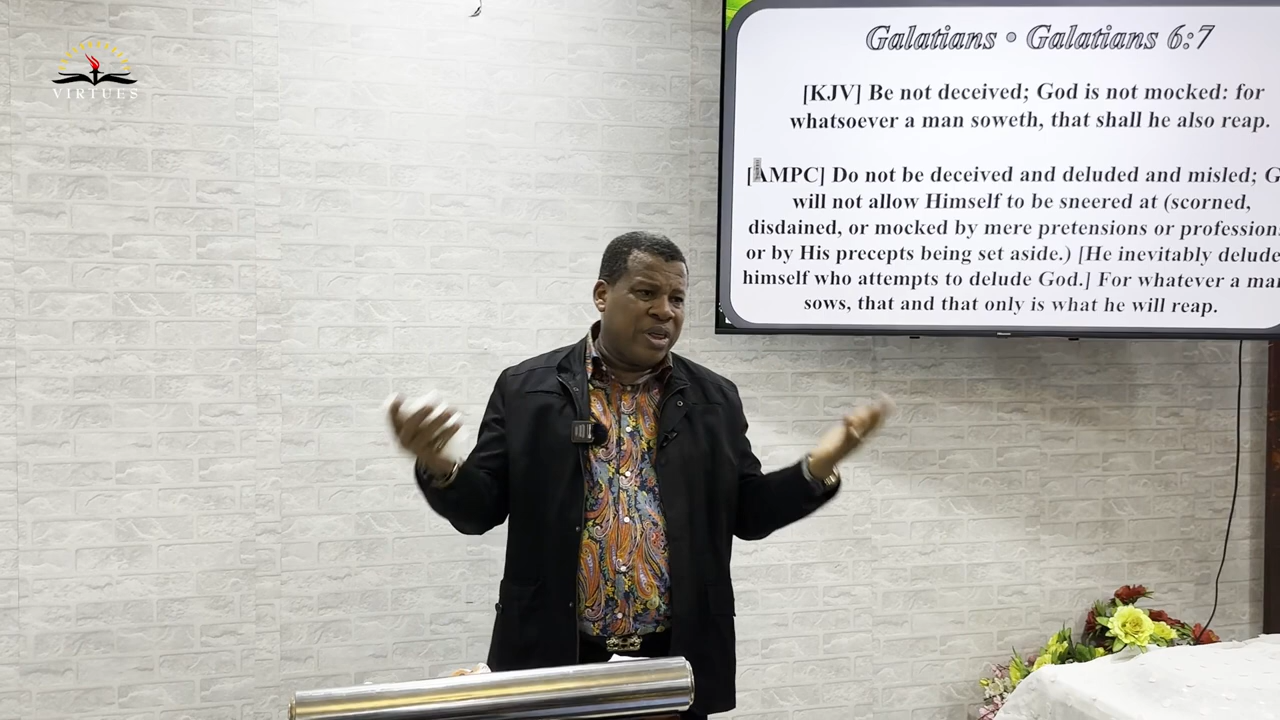 VIRTUES
Galatians • Galatians 6:7
[KJV] Be not deceived; God is not mocked: for
whatsoever a man soweth, that shall he also reap.
[AMPC] Do not be deceived and deluded and misled; G
will not allow Himself to be sneered at (scorned,
disdained, or mocked by mere pretensions or profession
or by His precepts being set aside.) [He inevitably delude
himself who attempts to delude God.] For whatever a man
sows, that and that only is what he will reap.